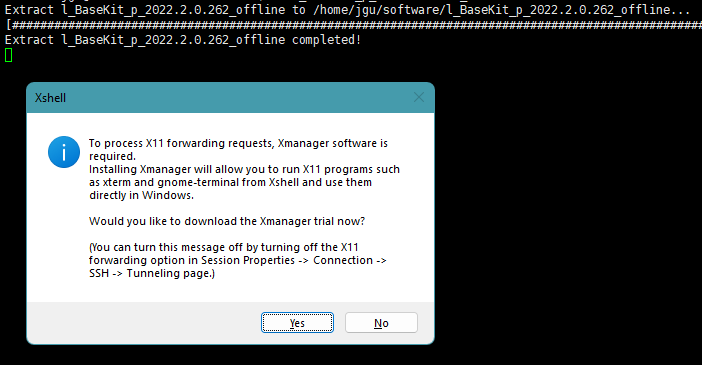 Extract l_BaseKit_p_2022.2.0.262_offline to /home/jgu/software/l_BaseKit_p_2022.2.0.262_offline...
[####################################################################################################
Extract l_BaseKit_p_2022.2.0.262_offline completed!
Xshell
To process X11 forwarding requests, Xmanager software is
required.
Installing Xmanager will allow you to run X11 programs such
as xterm and gnome-terminal from Xshell and use them
directly in Windows.
Would you like to download the Xmanager trial now?
(You can turn this message off by turning off the X11
forwarding option in Session Properties -> Connection ->
SSH -> Tunneling page.)
Yes
No